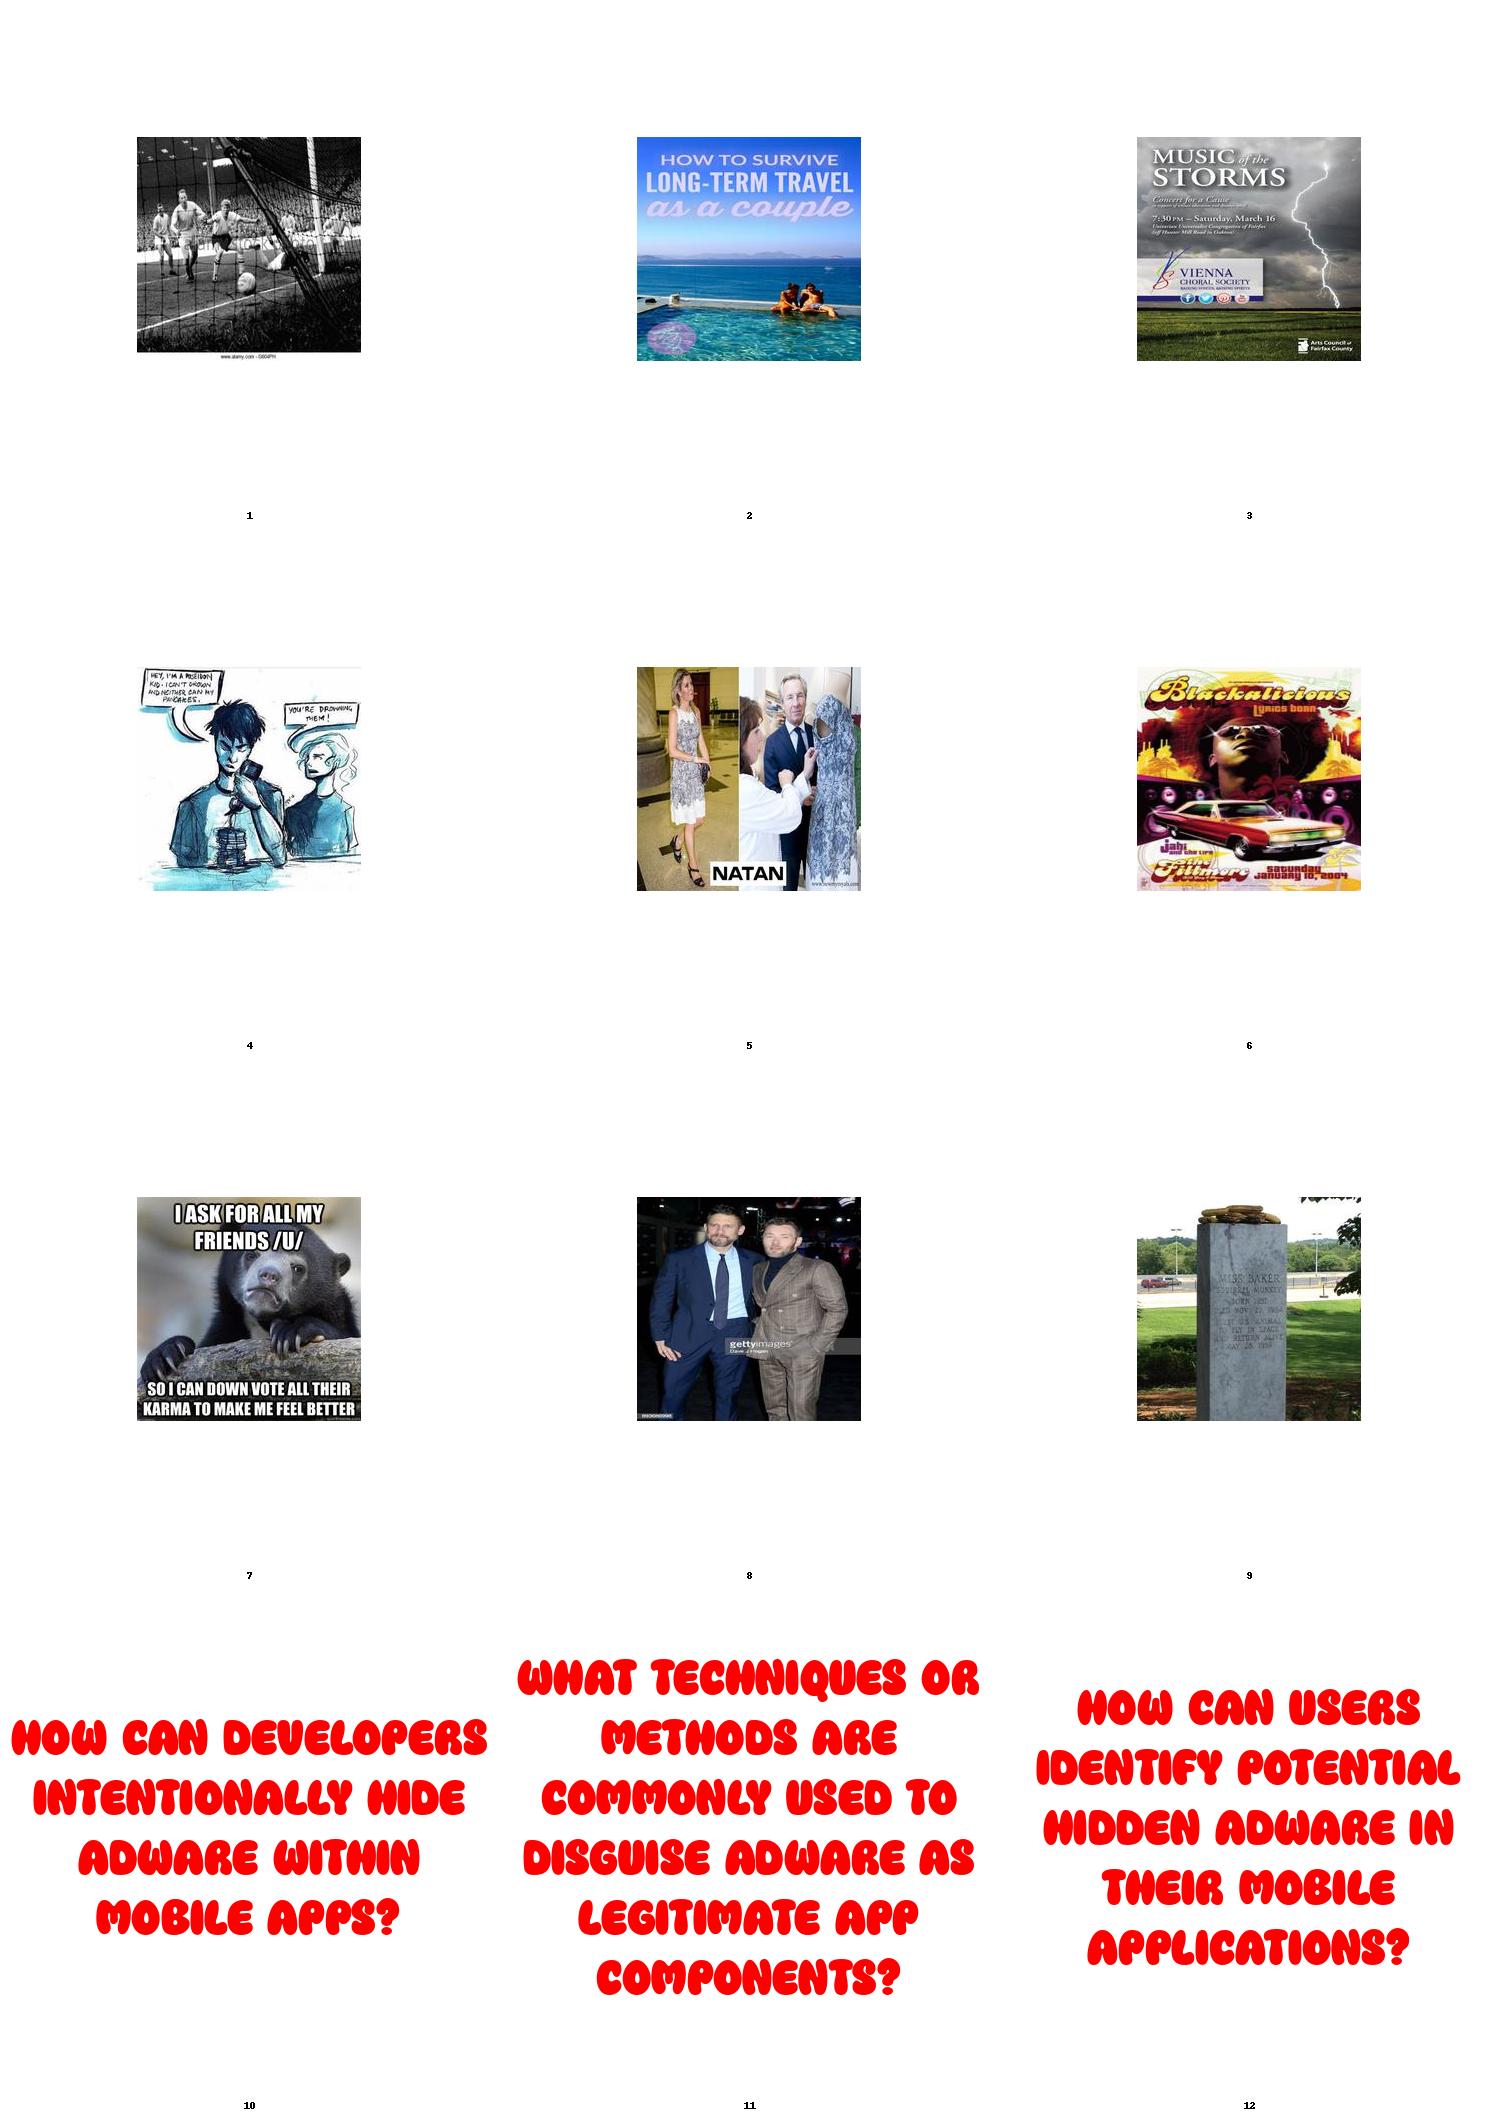 www.alamy.com - G604PH
1
HOW TO SURVIVE
LONG-TERM TRAVEL
as a couple
2
MUSIC of the
STORMS
Concert for a Cause
7:30 PM – Saturday, March 16
Unitarian Universalist Congregation of Fairfax
VIENNA
CHORAL SOCIETY
Arts Council of
Fairfax County
3
HEY, I'M A POSEIDON
KID. I CAN'T DROWN
AND NEITHER CAN MY
PANCAKES.
YOU'RE DROWNING
THEM!
4
NATAN
5
Blackalicious
Lyrics Born
Jahi
and the Life
the
Fillmore
Saturday
January 10, 2004
6
I ASK FOR ALL MY
FRIENDS /U/
SO I CAN DOWN VOTE ALL THEIR
KARMA TO MAKE ME FEEL BETTER
7
gettyimages
Dave J Hogan
8
MISS BAKER
SQUIRREL MONKEY
BORN 1957
DIED NOV. 29, 1984
FIRST U.S. ANIMAL
TO FLY IN SPACE
AND RETURN ALIVE
MAY 28, 1959
9
HOW CAN DEVELOPERS
INTENTIONALLY HIDE
ADWARE WITHIN
MOBILE APPS?
10
WHAT TECHNIQUES OR
METHODS ARE
COMMONLY USED TO
DISGUISE ADWARE AS
LEGITIMATE APP
COMPONENTS?
11
HOW CAN USERS
IDENTIFY POTENTIAL
HIDDEN ADWARE IN
THEIR MOBILE
APPLICATIONS?
12